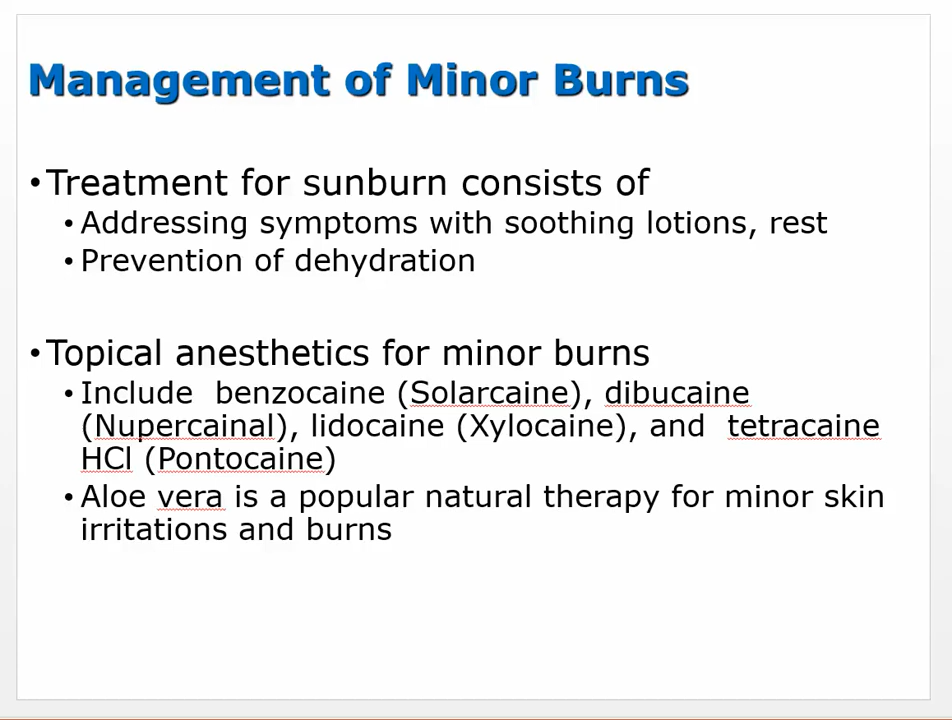 Management of Minor Burns
•Treatment for sunburn consists of
•Addressing symptoms with soothing lotions, rest
•Prevention of dehydration
•Topical anesthetics for minor burns
•Include benzocaine (Solarcaine), dibucaine
(Nupercainal), lidocaine (Xylocaine), and tetracaine
HCl (Pontocaine)
•Aloe vera is a popular natural therapy for minor skin
irritations and burns